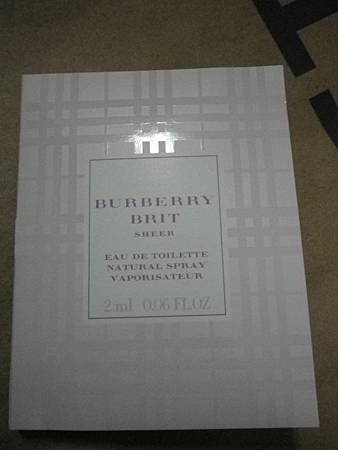 BURBERRY
BRIT
SHEER
EAU DE TOILETTE
NATURAL SPRAY
VAPORISATEUR
2 ml 0.06 FL.OZ